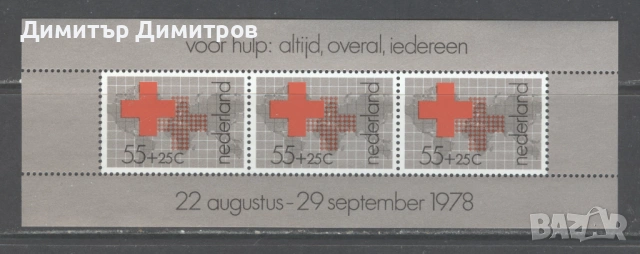 Димитър Димитров
voor hulp: altijd, overal, iedereen
55+25C nederland
55+25C nederland
55+25C nederland
22 augustus-29 september 1978
BAZAR